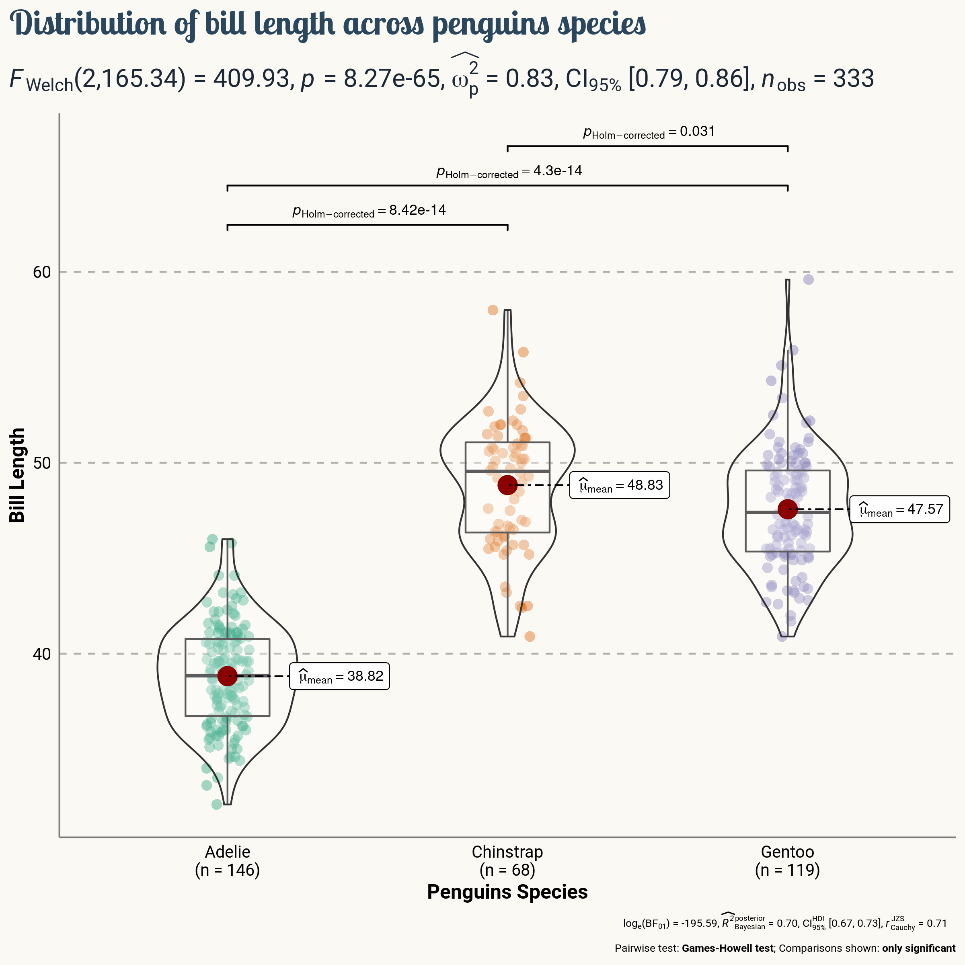 Distribution of bill length across penguins species
F Welch(2,165.34) = 409.93, p = 8.27e-65, ω̂²p = 0.83, CI95% [0.79, 0.86], nobs = 333
pHolm−corrected = 0.031
pHolm−corrected = 4.3e-14
pHolm−corrected = 8.42e-14
60
50
40
Bill Length
μ̂mean = 48.83
μ̂mean = 47.57
μ̂mean = 38.82
Adelie
(n = 146)
Chinstrap
(n = 68)
Gentoo
(n = 119)
Penguins Species
loge(BF01) = -195.59, R̂²posterior Bayesian = 0.70, CIHDI 95% [0.67, 0.73], rJZS Cauchy = 0.71
Pairwise test: Games-Howell test; Comparisons shown: only significant